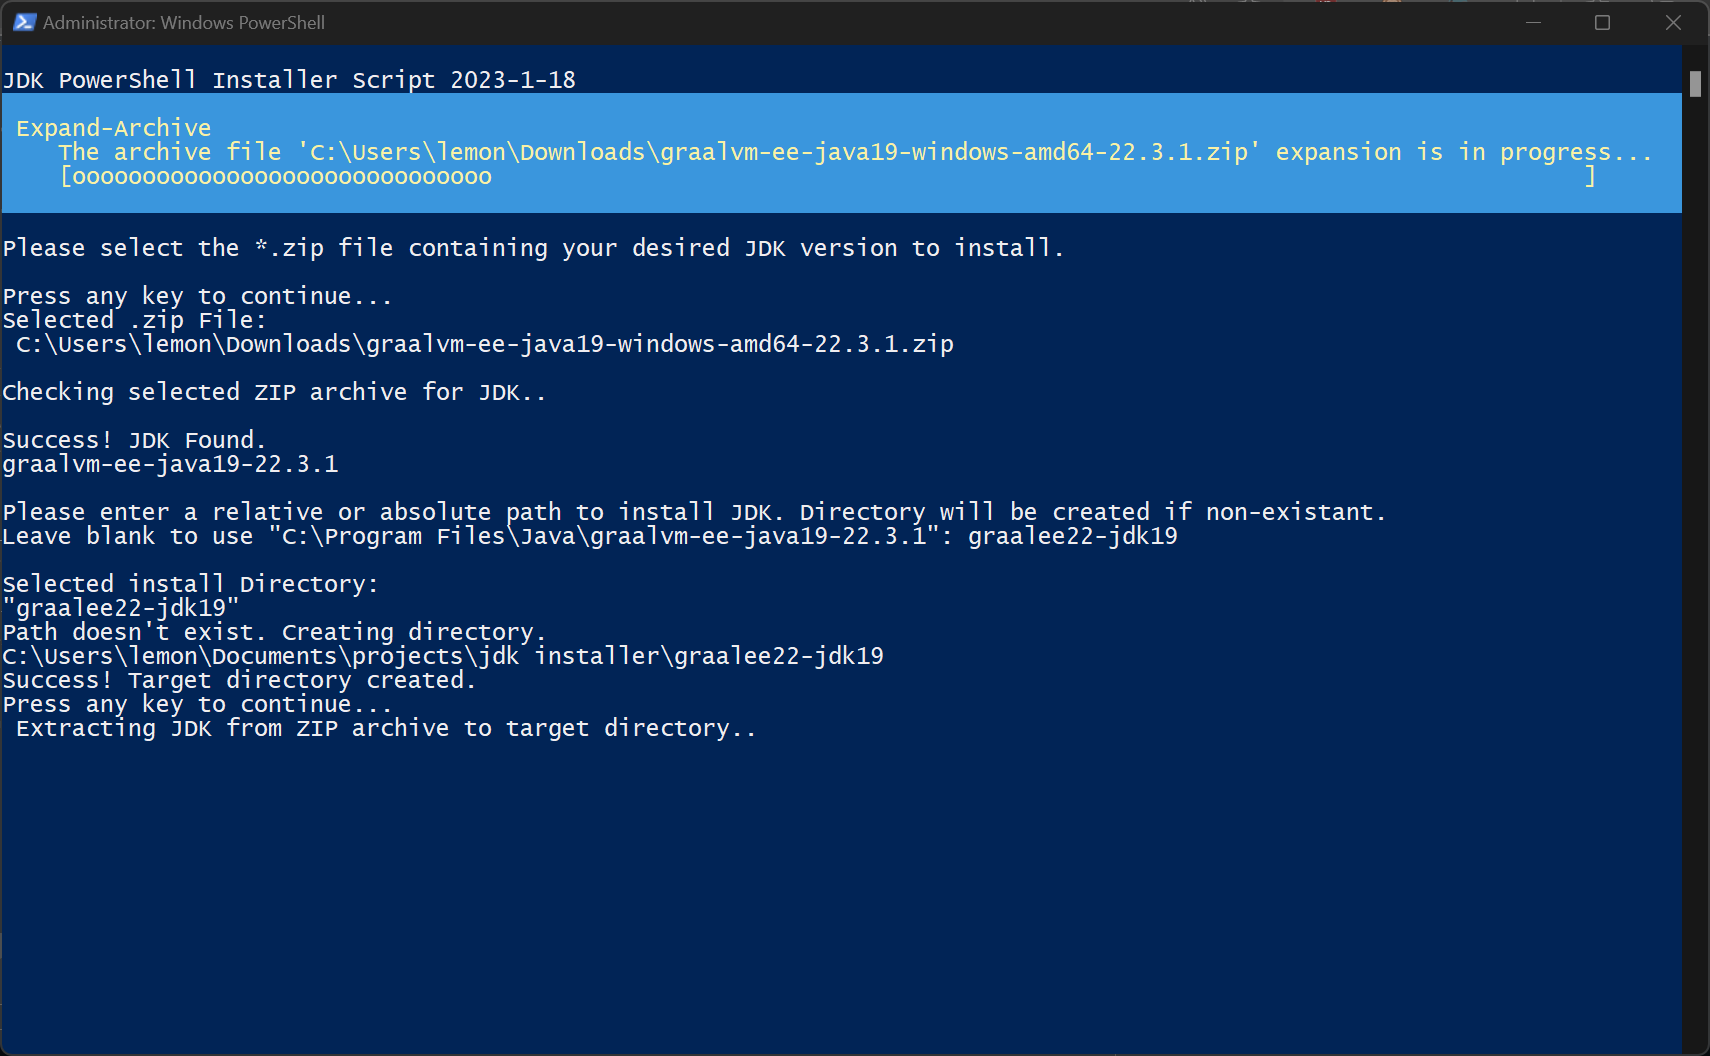 Administrator: Windows PowerShell
JDK PowerShell Installer Script 2023-1-18
Expand-Archive
The archive file 'C:\Users\lemon\Downloads\graalvm-ee-java19-windows-amd64-22.3.1.zip' expansion is in progress...
[oooooooooooooooooooooooooooooo                                                                              ]
Please select the *.zip file containing your desired JDK version to install.
Press any key to continue...
Selected .zip File:
C:\Users\lemon\Downloads\graalvm-ee-java19-windows-amd64-22.3.1.zip
Checking selected ZIP archive for JDK..
Success! JDK Found.
graalvm-ee-java19-22.3.1
Please enter a relative or absolute path to install JDK. Directory will be created if non-existant.
Leave blank to use "C:\Program Files\Java\graalvm-ee-java19-22.3.1": graalee22-jdk19
Selected install Directory:
"graalee22-jdk19"
Path doesn't exist. Creating directory.
C:\Users\lemon\Documents\projects\jdk installer\graalee22-jdk19
Success! Target directory created.
Press any key to continue...
Extracting JDK from ZIP archive to target directory..